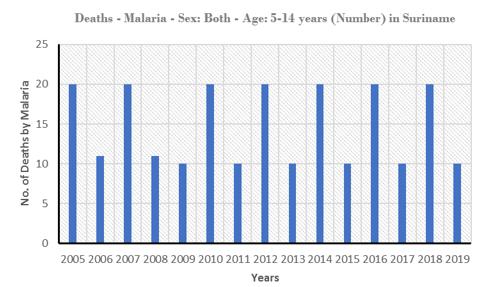 Deaths - Malaria - Sex: Both - Age: 5-14 years (Number) in Suriname
No. of Deaths by Malaria
25
20
15
10
5
0
2005 2006 2007 2008 2009 2010 2011 2012 2013 2014 2015 2016 2017 2018 2019
Years